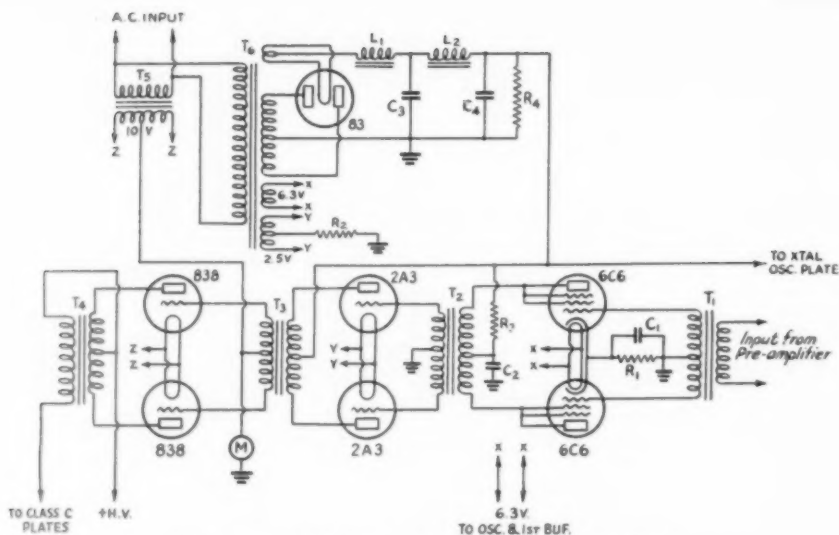 A.C. INPUT
T5
10 V
Z
Z
T6
83
L1
L2
C3
C4
R4
X
6.3V
X
Y
Y
2.5V
R2
TO XTAL
OSC. PLATE
838
2A3
6C6
T4
T3
T2
T1
Z
Z
Y
Y
X
X
C2
C1
R1
Input from
Pre-amplifier
838
M
2A3
6C6
X X
6.3V.
TO OSC. & 1ST BUF.
TO CLASS C
PLATES
+H.V.